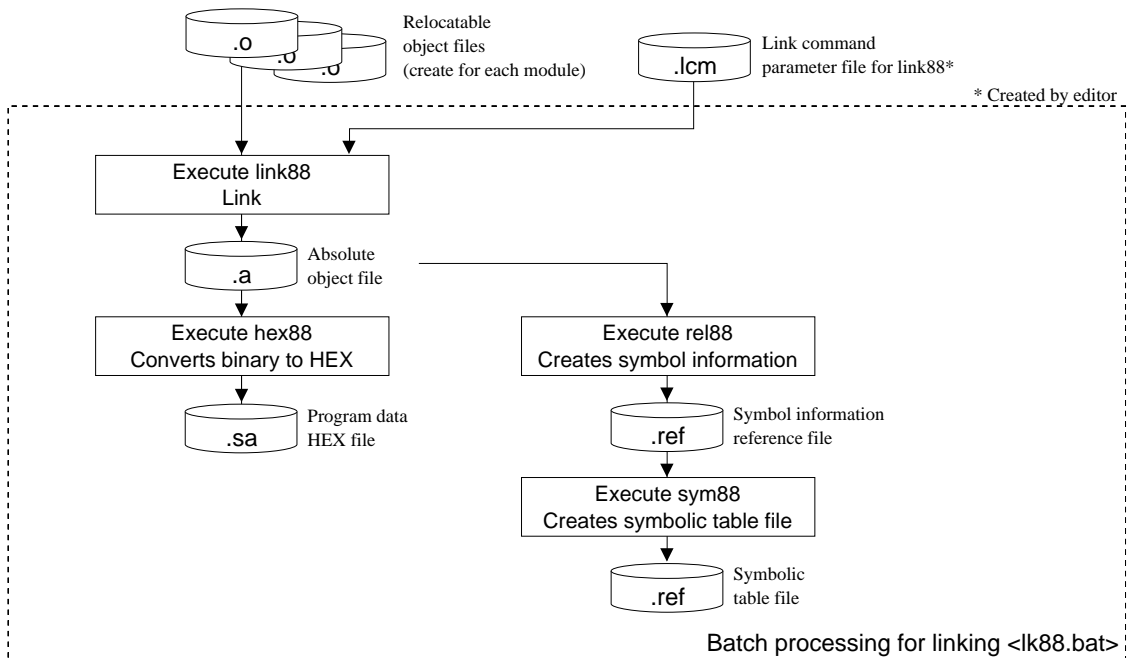 .o
.o
.o
Relocatable
object files
(create for each module)
.lcm
Link command
parameter file for link88*
* Created by editor
Execute link88
Link
.a
Absolute
object file
Execute hex88
Converts binary to HEX
Execute rel88
Creates symbol information
.sa
Program data
HEX file
.ref
Symbol information
reference file
Execute sym88
Creates symbolic table file
.ref
Symbolic
table file
Batch processing for linking <lk88.bat>